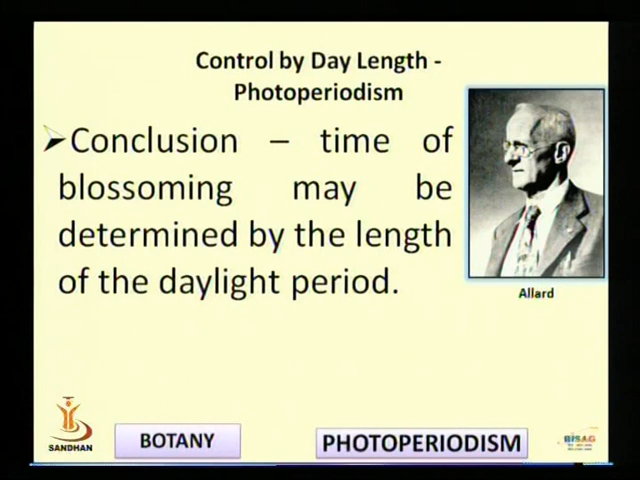 Control by Day Length -
Photoperiodism
➢Conclusion – time of
blossoming may be
determined by the length
of the daylight period.
Allard
SANDHAN
BOTANY
PHOTOPERIODISM
BISAG